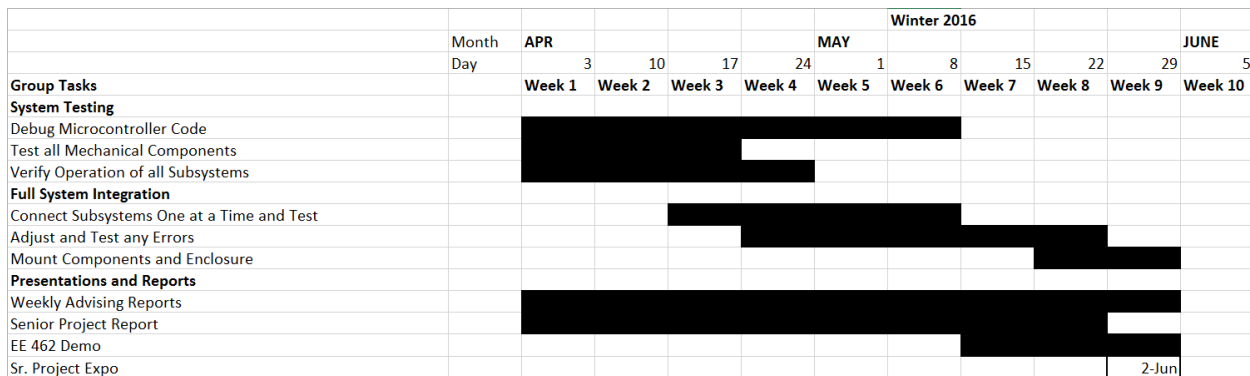 Winter 2016
Month APR MAY JUNE
Day 3 10 17 24 1 8 15 22 29 5
Group Tasks Week 1 Week 2 Week 3 Week 4 Week 5 Week 6 Week 7 Week 8 Week 9 Week 10
System Testing
Debug Microcontroller Code
Test all Mechanical Components
Verify Operation of all Subsystems
Full System Integration
Connect Subsystems One at a Time and Test
Adjust and Test any Errors
Mount Components and Enclosure
Presentations and Reports
Weekly Advising Reports
Senior Project Report
EE 462 Demo
Sr. Project Expo 2-Jun